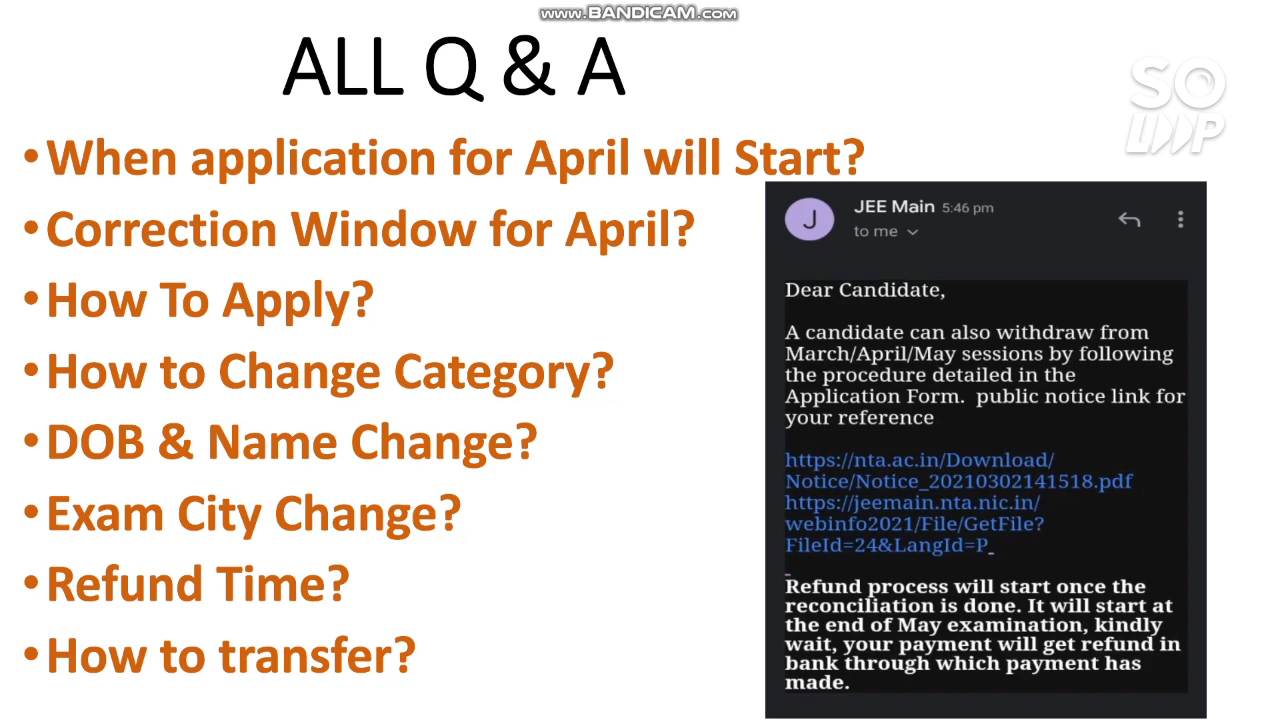 www.BANDICAM.com
ALL Q & A
SO
LOOP
•When application for April will Start?
•Correction Window for April?
•How To Apply?
•How to Change Category?
•DOB & Name Change?
•Exam City Change?
•Refund Time?
•How to transfer?
J
JEE Main 5:46 pm
to me
Dear Candidate,
A candidate can also withdraw from
March/April/May sessions by following
the procedure detailed in the
Application Form. public notice link for
your reference
https://nta.ac.in/Download/
Notice/Notice_20210302141518.pdf
https://jeemain.nta.nic.in/
webinfo2021/File/GetFile?
FileId=24&LangId=P
Refund process will start once the
reconciliation is done. It will start at
the end of May examination, kindly
wait, your payment will get refund in
bank through which payment has
made.